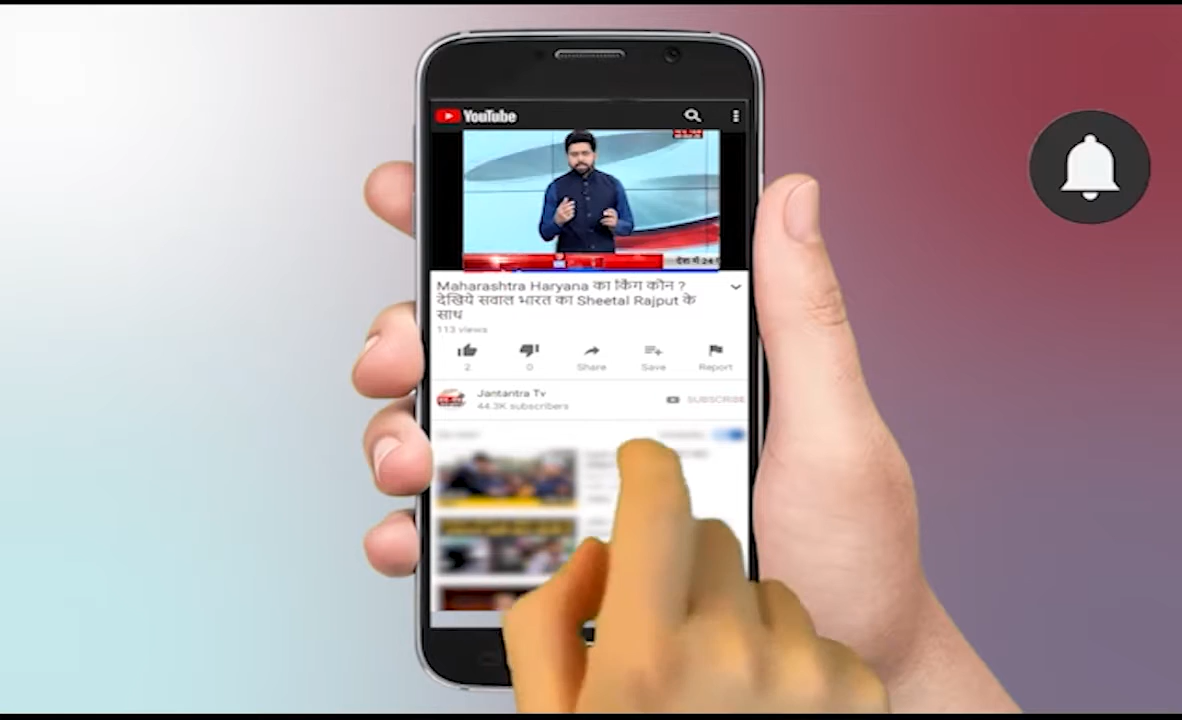 YouTube
देश में 24 घ
Maharashtra Haryana का किंग कौन ?
देखिये सवाल भारत का Sheetal Rajput के
साथ
113 views
2
0
Share
Save
Report
Jantantra Tv
44.3K subscribers
SUBSCRIBE